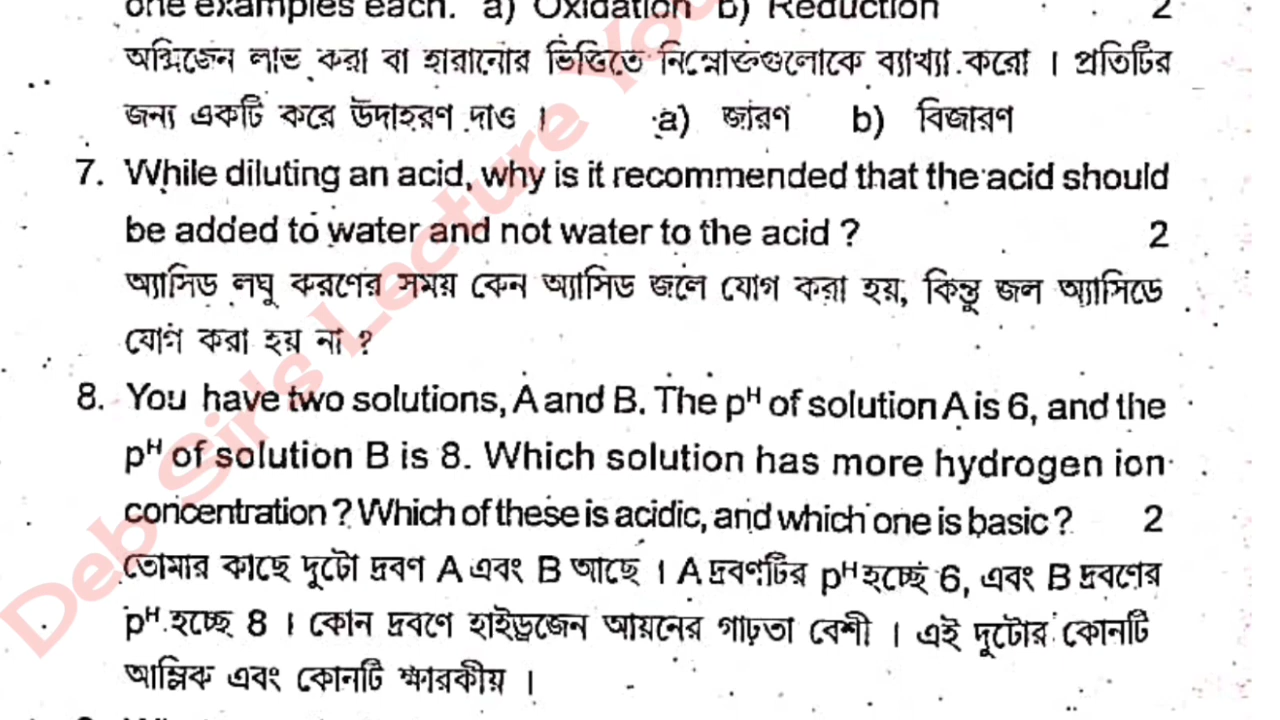 one examples each. a) Oxidation b) Reduction 2
অক্সিজেন লাভ করা বা হারানোর ভিত্তিতে নিম্নোক্তগুলোকে ব্যাখ্যা করো । প্রতিটির
জন্য একটি করে উদাহরণ দাও । a) জারণ b) বিজারণ
7. While diluting an acid, why is it recommended that the acid should
be added to water and not water to the acid ? 2
অ্যাসিড লঘু করণের সময় কেন অ্যাসিড জলে যোগ করা হয়, কিন্তু জল অ্যাসিডে
যোগ করা হয় না ?
8. You have two solutions, A and B. The pᴴ of solution A is 6, and the
pᴴ of solution B is 8. Which solution has more hydrogen ion
concentration ? Which of these is acidic, and which one is basic ? 2
তোমার কাছে দুটো দ্রবণ A এবং B আছে । A দ্রবণটির pᴴ হচ্ছে 6, এবং B দ্রবণের
pᴴ হচ্ছে 8 । কোন দ্রবণে হাইড্রজেন আয়নের গাঢ়তা বেশী । এই দুটোর কোনটি
আম্লিক এবং কোনটি ক্ষারকীয় ।
Deb Sir's Lecture